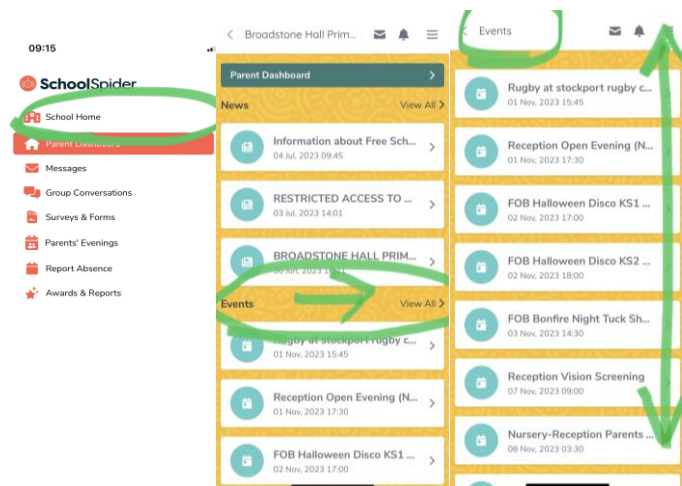 09:15
SchoolSpider
School Home
Parent Dashboard
Messages
Group Conversations
Surveys & Forms
Parents' Evenings
Report Absence
Awards & Reports
Broadstone Hall Prim...
Parent Dashboard
News
View All
Information about Free Sch...
04 Jul, 2023 09:45
RESTRICTED ACCESS TO ...
03 Jul, 2023 14:01
BROADSTONE HALL PRIM...
30 Jun, 2023
Events
View All
Rugby at stockport rugby c...
01 Nov, 2023 15:45
Reception Open Evening (N...
01 Nov, 2023 17:30
FOB Halloween Disco KS1 ...
02 Nov, 2023 17:00
Events
Rugby at stockport rugby c...
01 Nov, 2023 15:45
Reception Open Evening (N...
01 Nov, 2023 17:30
FOB Halloween Disco KS1 ...
02 Nov, 2023 17:00
FOB Halloween Disco KS2 ...
02 Nov, 2023 18:00
FOB Bonfire Night Tuck Sh...
03 Nov, 2023 14:30
Reception Vision Screening
07 Nov, 2023 09:00
Nursery-Reception Parents ...
08 Nov, 2023 03:30